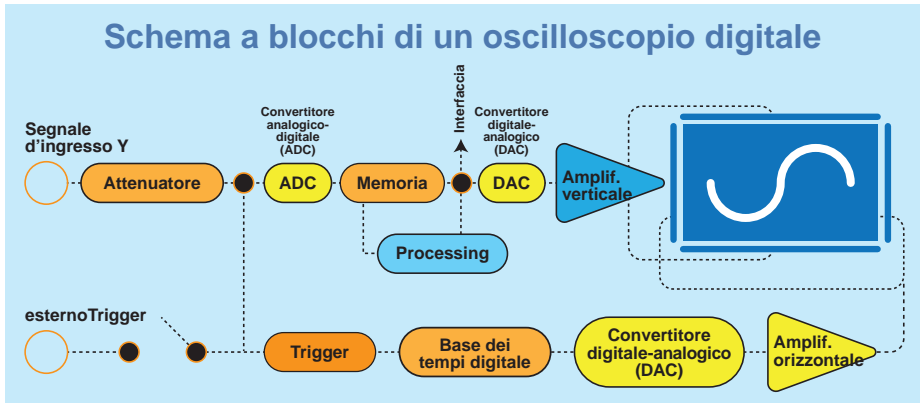 Schema a blocchi di un oscilloscopio digitale
Segnale
d'ingresso Y
Attenuatore
Convertitore
analogico-
digitale
(ADC)
ADC
Memoria
Interfaccia
Convertitore
digitale-
analogico
(DAC)
DAC
Amplif.
verticale
Processing
esternoTrigger
Trigger
Base dei
tempi digitale
Convertitore
digitale-analogico
(DAC)
Amplif.
orizzontale